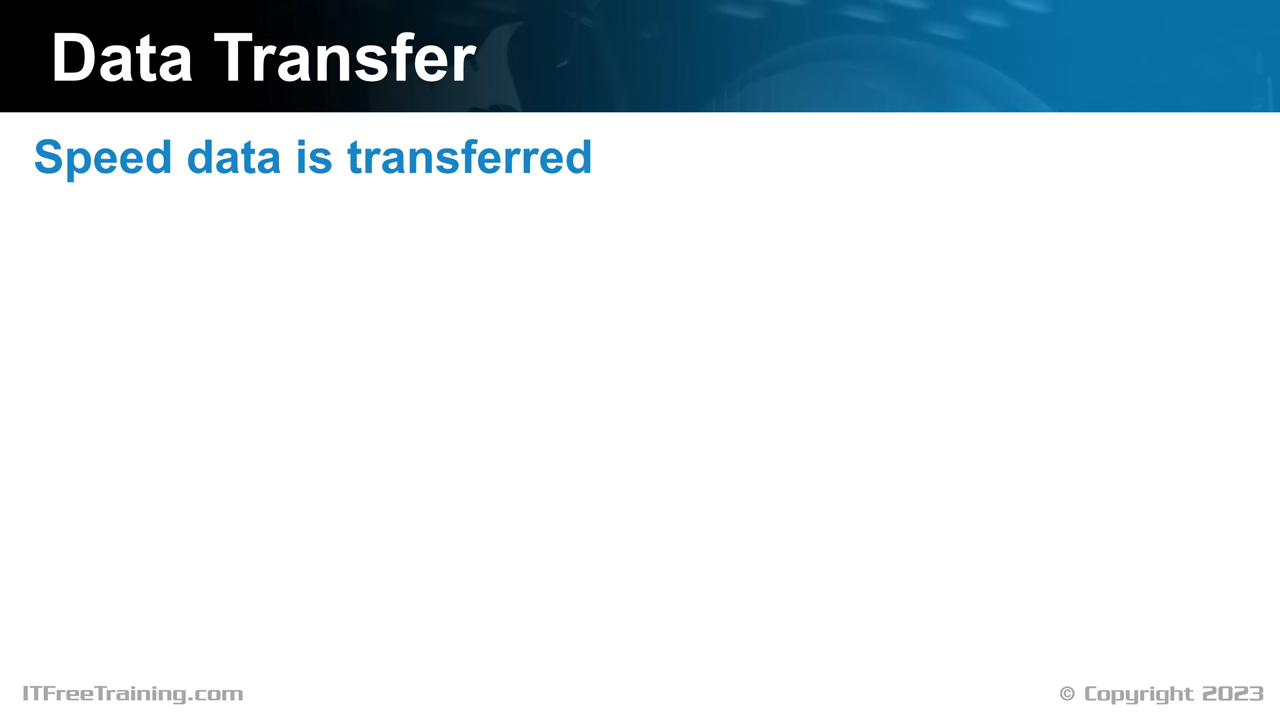 Data Transfer
Speed data is transferred
ITFreeTraining.com
© Copyright 2023